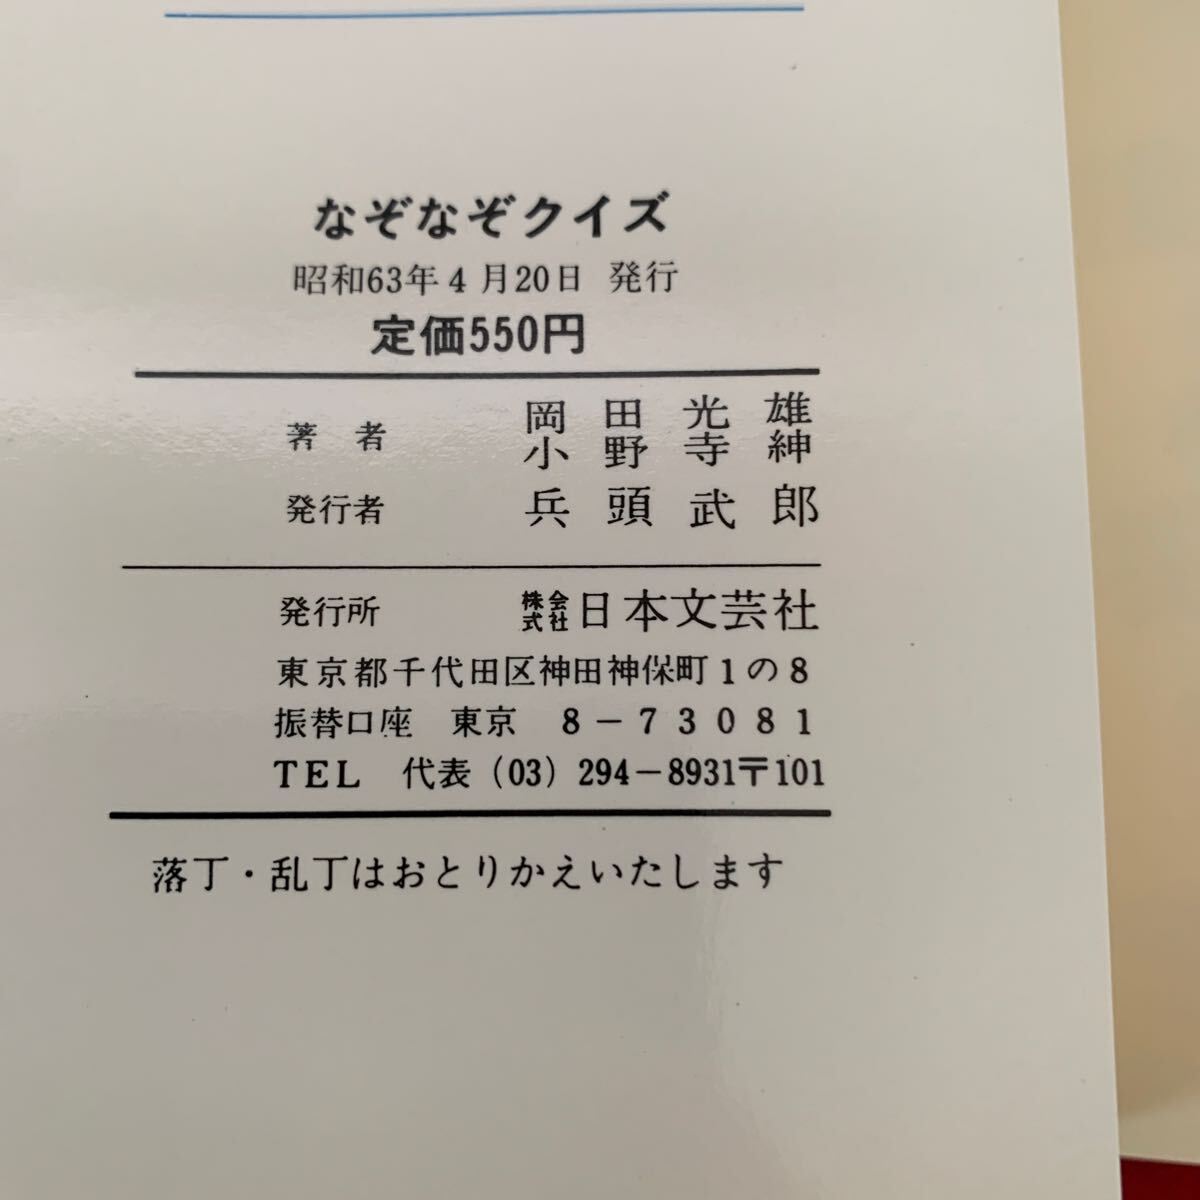 なぞなぞクイズ
昭和63年4月20日 発行
定価550円
著者 岡田光雄
小野寺紳
発行者 兵頭武郎
発行所 株式会社日本文芸社
東京都千代田区神田神保町1の8
振替口座 東京 8-73081
TEL 代表(03)294-8931〒101
落丁・乱丁はおとりかえいたします